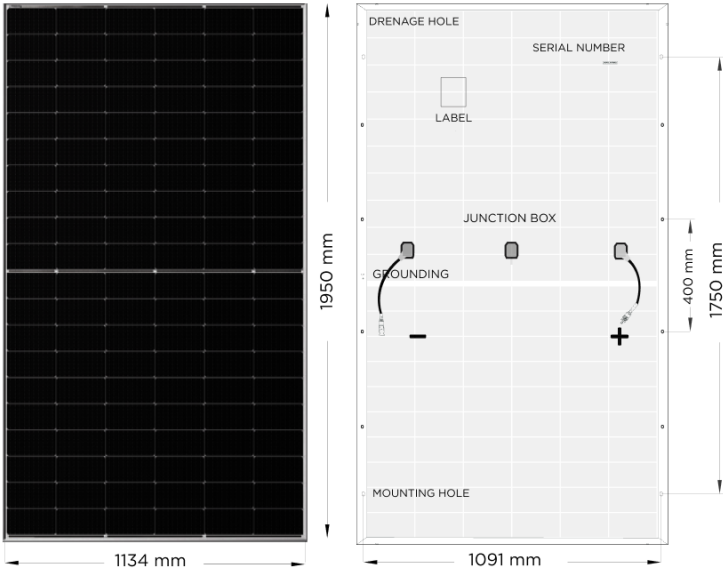 DRENAGE HOLE
SERIAL NUMBER
LABEL
JUNCTION BOX
GROUNDING
MOUNTING HOLE
1950 mm
400 mm
1750 mm
1134 mm
1091 mm